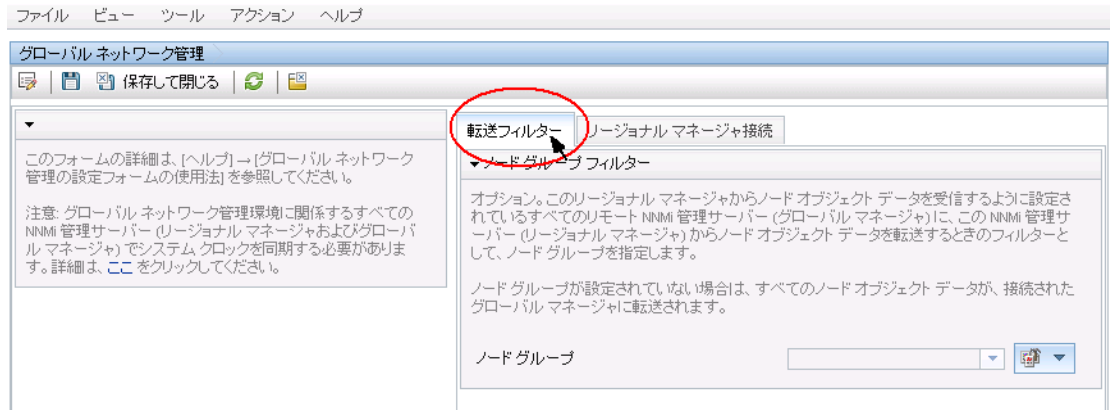 ファイル ビュー ツール アクション ヘルプ
グローバル ネットワーク管理
保存して閉じる
このフォームの詳細は、[ヘルプ]→[グローバル ネットワーク
管理の設定フォームの使用法] を参照してください。
注意: グローバル ネットワーク管理環境に関係するすべての
NNMi 管理サーバー (リージョナル マネージャおよびグローバ
ル マネージャ) でシステム クロックを同期する必要がありま
す。詳細は、ここ をクリックしてください。
転送フィルター リージョナル マネージャ接続
ノード グループ フィルター
オプション。このリージョナル マネージャからノード オブジェクト データを受信するように設定さ
れているすべてのリモート NNMi 管理サーバー (グローバル マネージャ)に、この NNMi 管理サ
ーバー (リージョナル マネージャ) からノード オブジェクト データを転送するときのフィルターと
して、ノード グループを指定します。
ノード グループが設定されていない場合は、すべてのノード オブジェクト データが、接続された
グローバル マネージャに転送されます。
ノード グループ